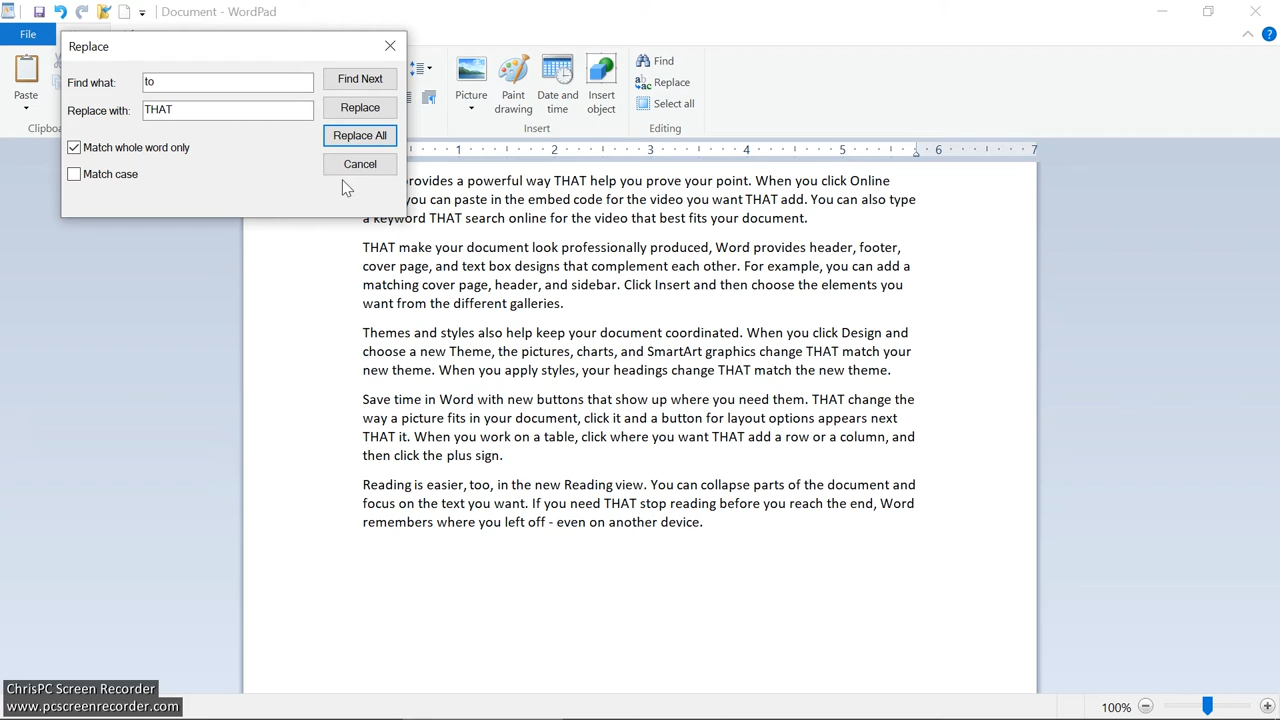 Document - WordPad
File
Replace
Find what: to Find Next
Replace with: THAT Replace
Replace All
Match whole word only
Cancel
Match case
Paste
Clipb
Picture
Paint drawing
Date and time
Insert object
Insert
Find
Replace
Select all
Editing
1 2 3 4 5 6 7
provides a powerful way THAT help you prove your point. When you click Online
you can paste in the embed code for the video you want THAT add. You can also type
a keyword THAT search online for the video that best fits your document.
THAT make your document look professionally produced, Word provides header, footer,
cover page, and text box designs that complement each other. For example, you can add a
matching cover page, header, and sidebar. Click Insert and then choose the elements you
want from the different galleries.
Themes and styles also help keep your document coordinated. When you click Design and
choose a new Theme, the pictures, charts, and SmartArt graphics change THAT match your
new theme. When you apply styles, your headings change THAT match the new theme.
Save time in Word with new buttons that show up where you need them. THAT change the
way a picture fits in your document, click it and a button for layout options appears next
THAT it. When you work on a table, click where you want THAT add a row or a column, and
then click the plus sign.
Reading is easier, too, in the new Reading view. You can collapse parts of the document and
focus on the text you want. If you need THAT stop reading before you reach the end, Word
remembers where you left off - even on another device.
ChrisPC Screen Recorder
www.pcscreenrecorder.com
100%